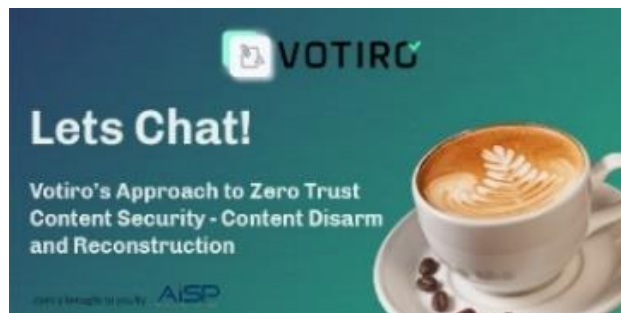 VOTIRO
Lets Chat!
Votiro's Approach to Zero Trust
Content Security - Content Disarm
and Reconstruction
AiSP